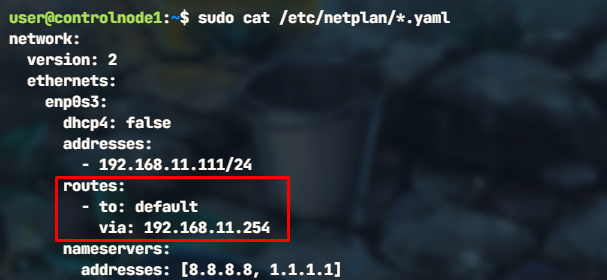 user@controlnode1:~$ sudo cat /etc/netplan/*.yaml
network:
  version: 2
  ethernets:
    enp0s3:
      dhcp4: false
      addresses:
        - 192.168.11.111/24
      routes:
        - to: default
          via: 192.168.11.254
      nameservers:
        addresses: [8.8.8.8, 1.1.1.1]